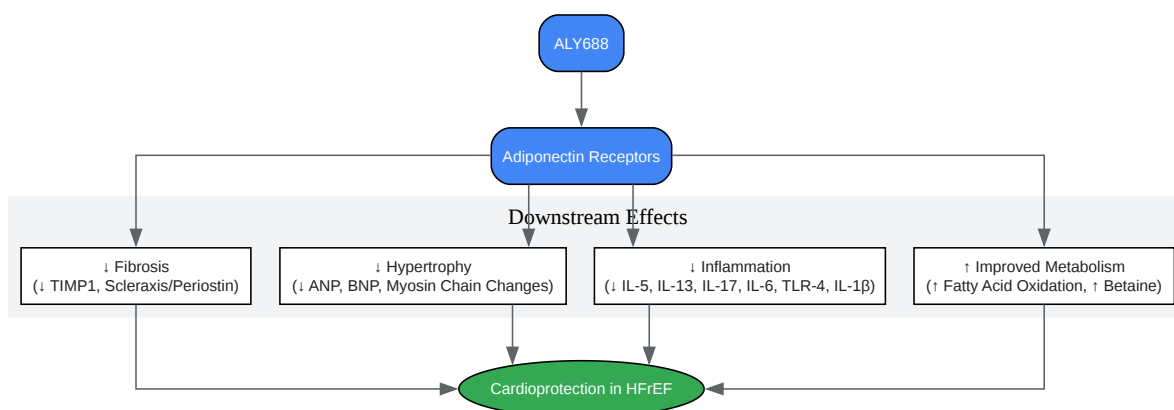 ALY688
Adiponectin Receptors
Downstream Effects
↓ Fibrosis
(↓ TIMP1, Scleraxis/Periostin)
↓ Hypertrophy
(↓ ANP, BNP, Myosin Chain Changes)
↓ Inflammation
(↓ IL-5, IL-13, IL-17, IL-6, TLR-4, IL-1β)
↑ Improved Metabolism
(↑ Fatty Acid Oxidation, ↑ Betaine)
Cardioprotection in HFrEF